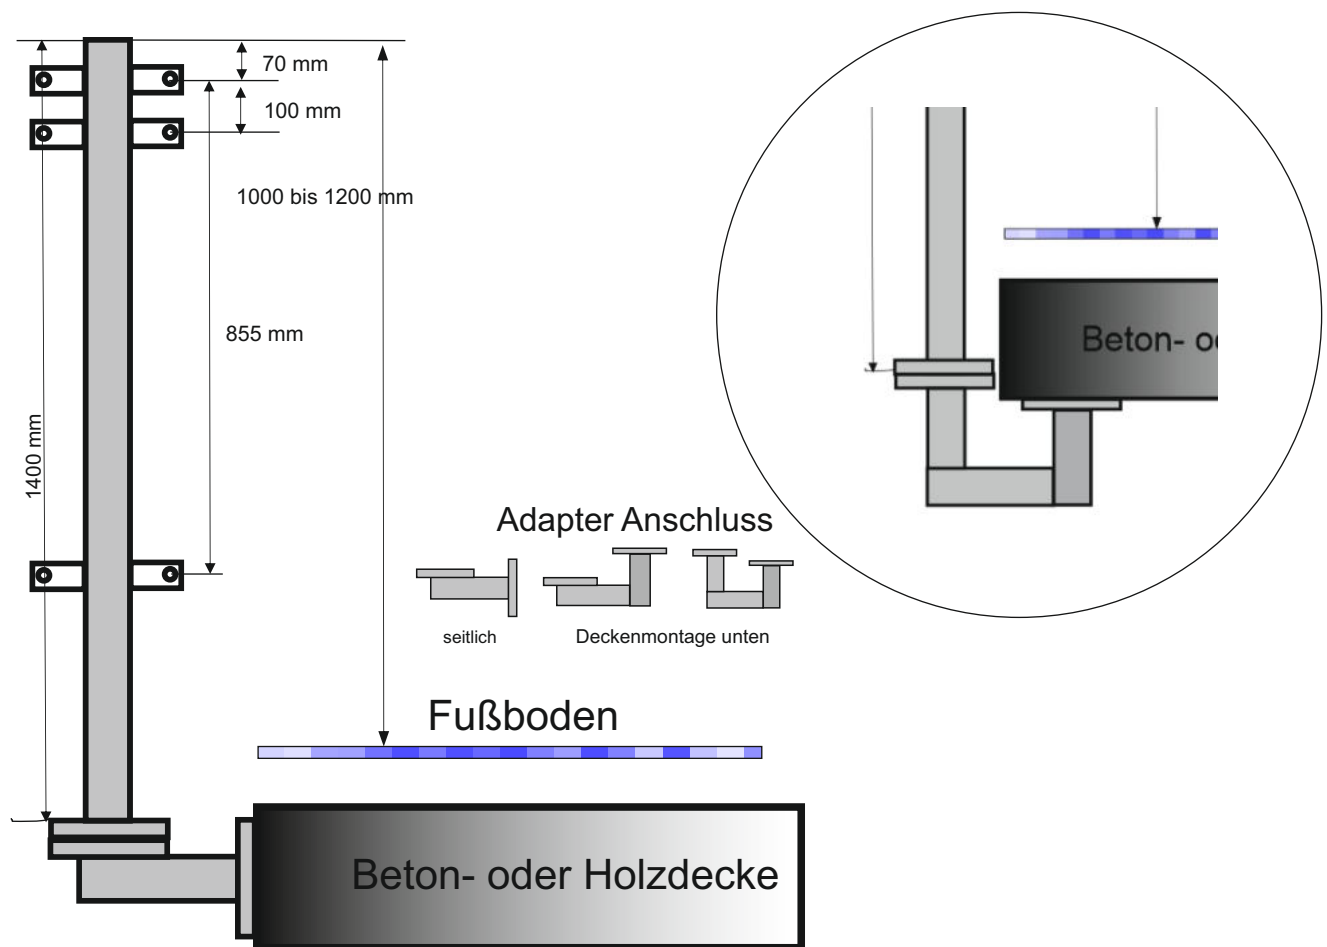 70 mm
100 mm
1000 bis 1200 mm
855 mm
1400 mm
Beton- o
Adapter Anschluss
seitlich
Deckenmontage unten
Fußboden
Beton- oder Holzdecke